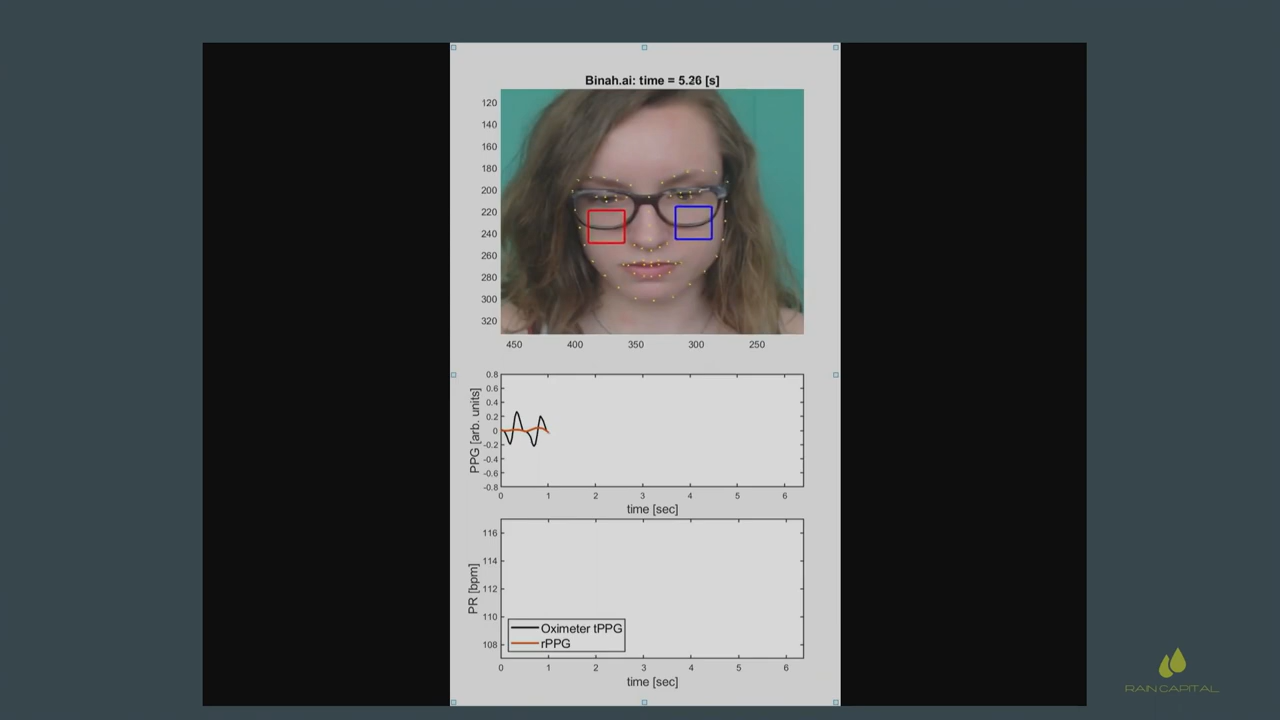 Binah.ai: time = 5.26 [s]
120
140
160
180
200
220
240
260
280
300
320
450 400 350 300 250
PPG [arb. units]
0.8
0.6
0.4
0.2
0
-0.2
-0.4
-0.6
-0.8
0 1 2 3 4 5 6
time [sec]
PR [bpm]
116
114
112
110
108
Oximeter tPPG
rPPG
0 1 2 3 4 5 6
time [sec]
RAIN CAPITAL